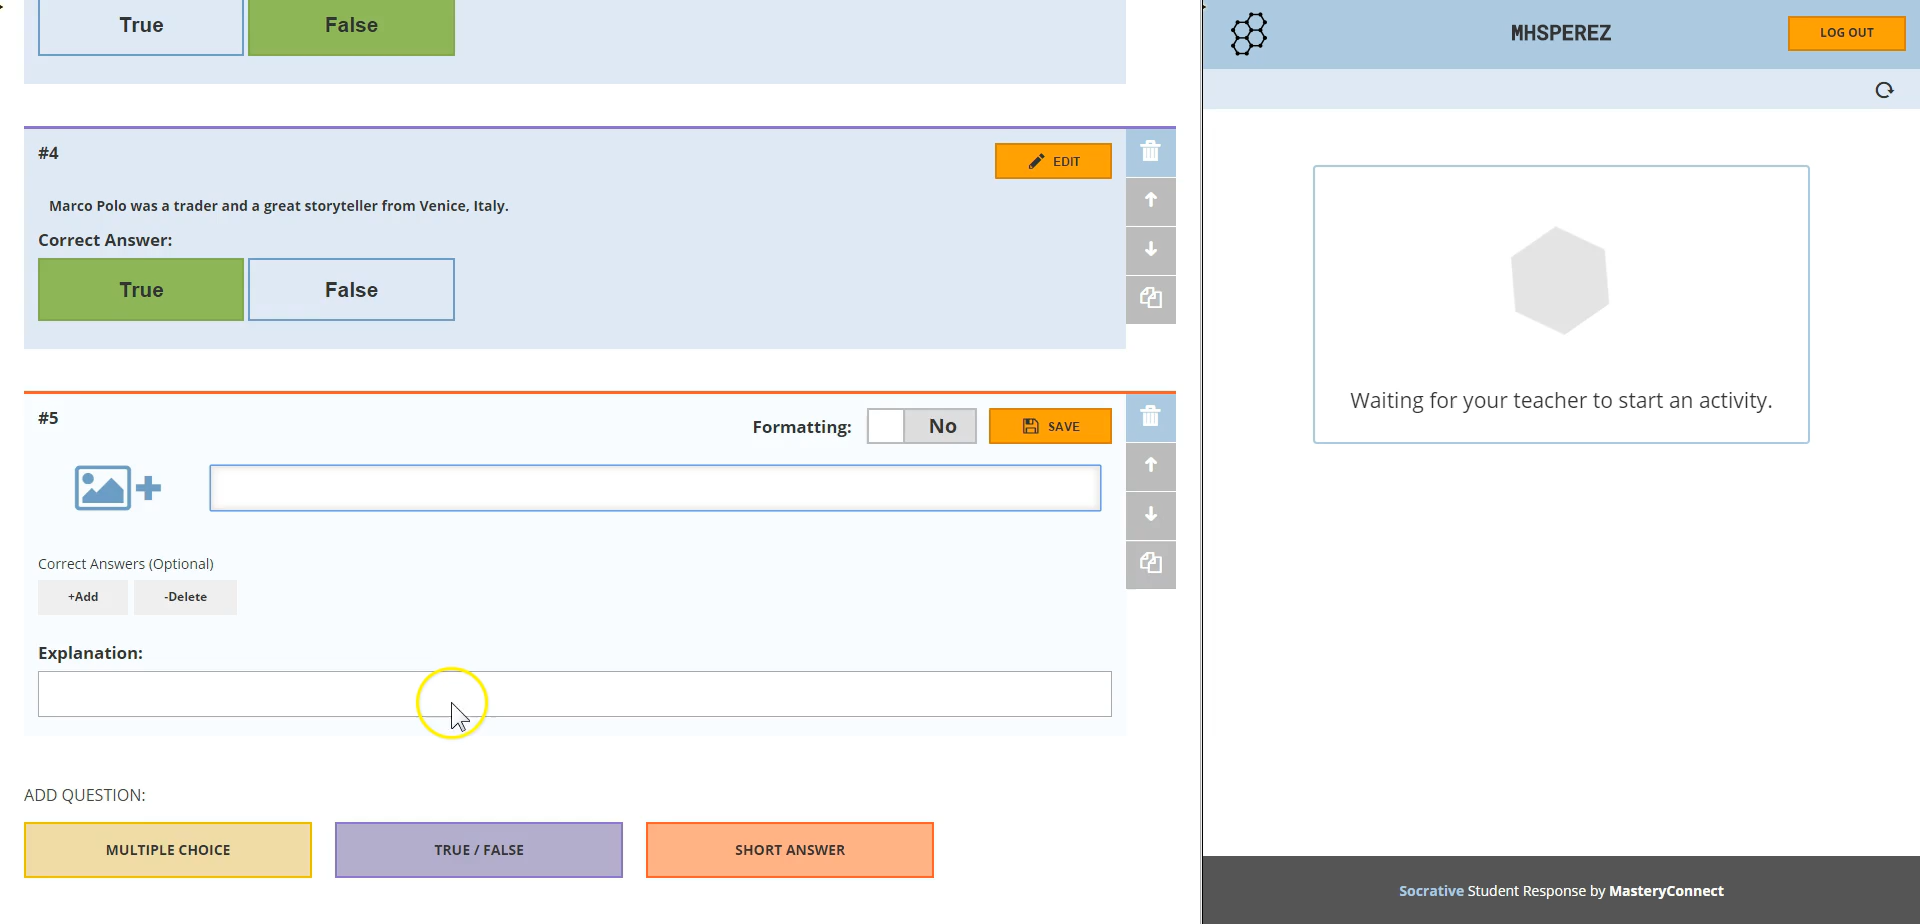 True
False
#4
EDIT
Marco Polo was a trader and a great storyteller from Venice, Italy.
Correct Answer:
True
False
#5
Formatting:
No
SAVE
Correct Answers (Optional)
+Add
-Delete
Explanation:
ADD QUESTION:
MULTIPLE CHOICE
TRUE / FALSE
SHORT ANSWER
MHSPEREZ
LOG OUT
Waiting for your teacher to start an activity.
Socrative Student Response by MasteryConnect